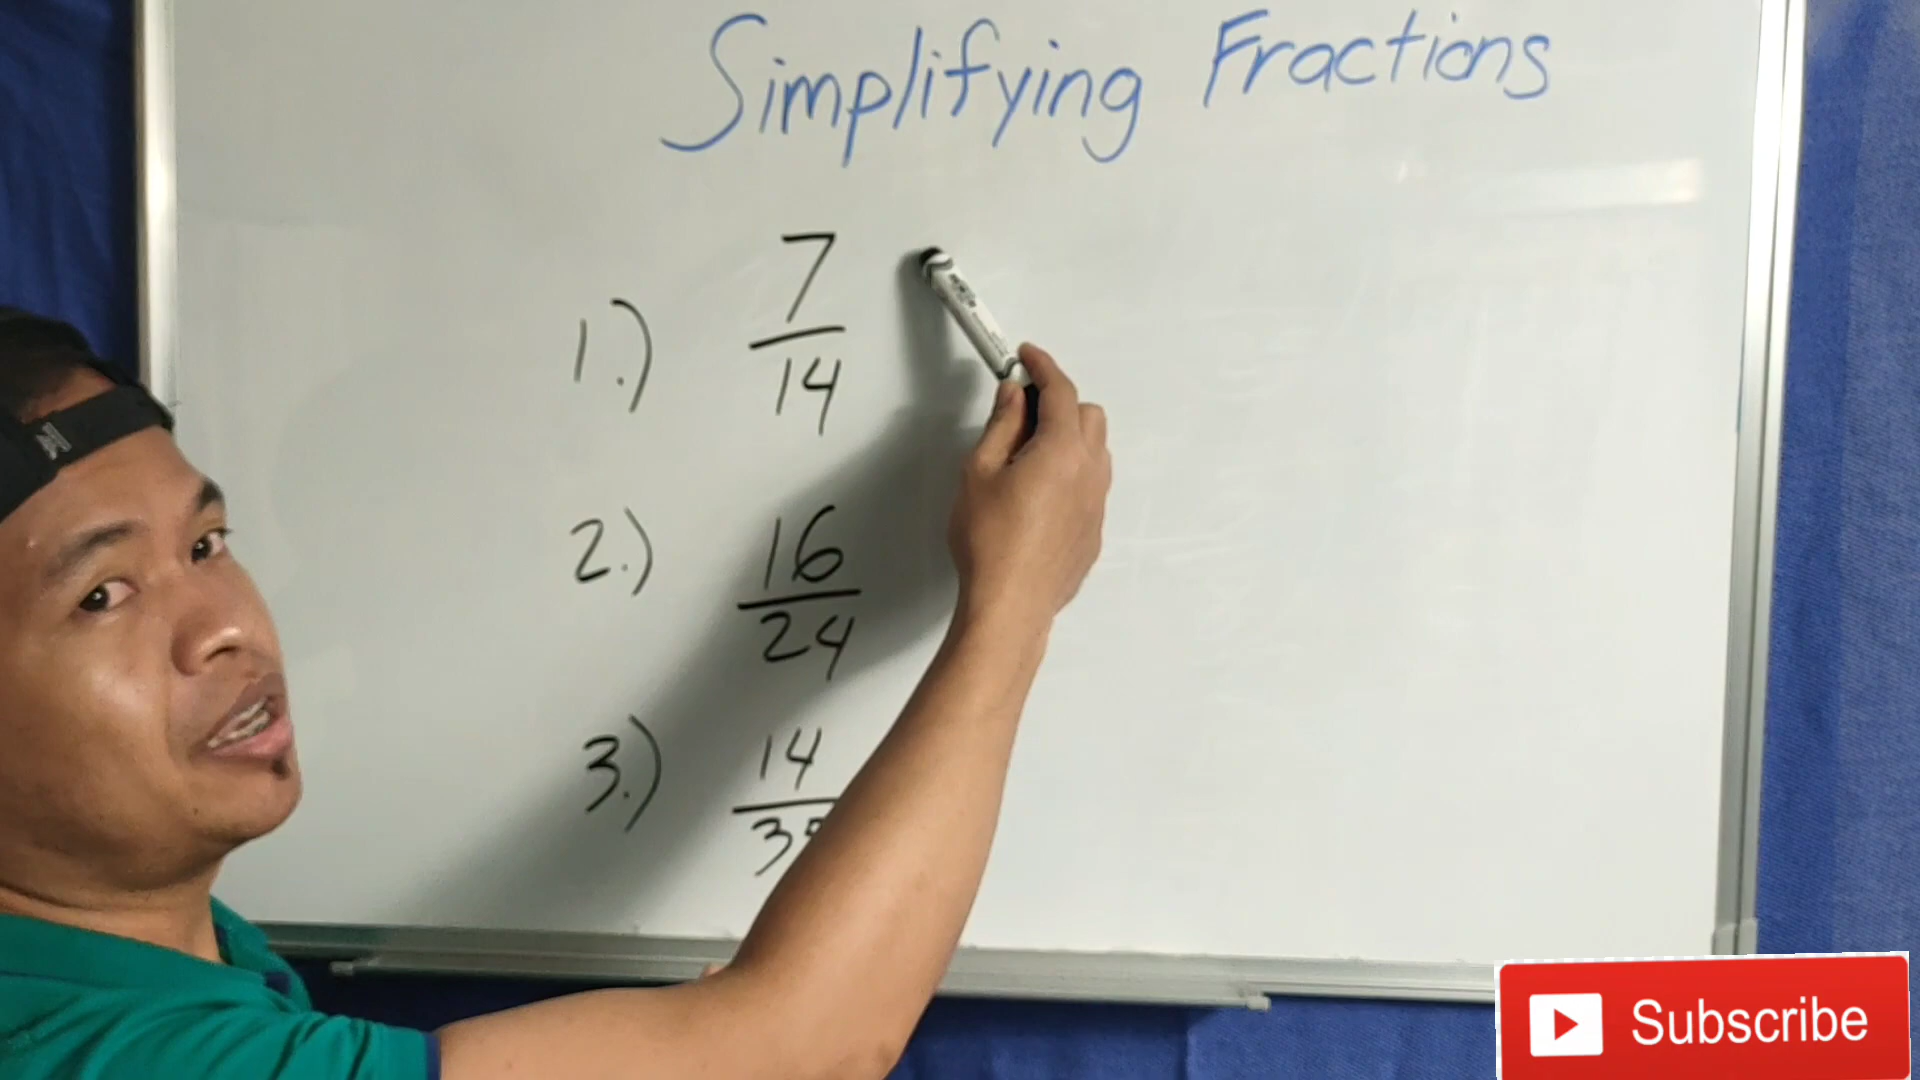 Simplifying Fractions
1.) 7/14
2.) 16/24
3.) 14/35
Subscribe